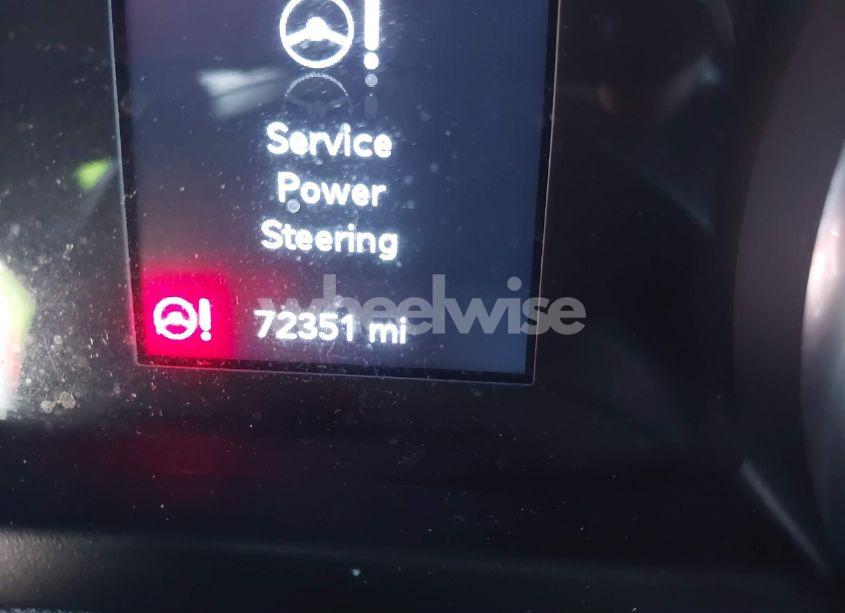 Service
Power
Steering
72351 mi
wheelwise